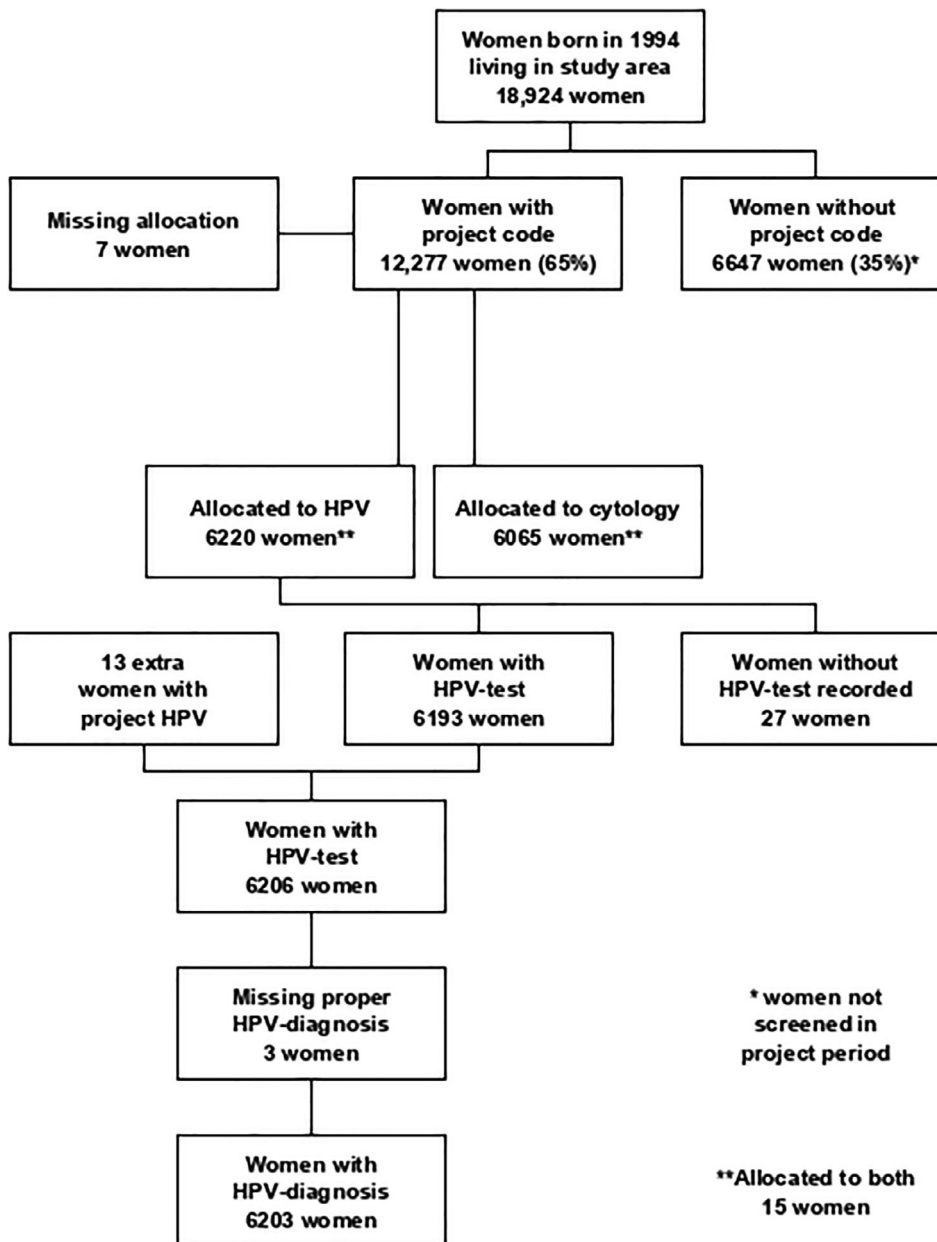 Women born in 1994
living in study area
18,924 women
Missing allocation
7 women
Women with
project code
12,277 women (65%)
Women without
project code
6647 women (35%)*
Allocated to HPV
6220 women**
Allocated to cytology
6065 women**
13 extra
women with
project HPV
Women with
HPV-test
6193 women
Women without
HPV-test recorded
27 women
Women with
HPV-test
6206 women
Missing proper
HPV-diagnosis
3 women
* women not
screened in
project period
Women with
HPV-diagnosis
6203 women
**Allocated to both
15 women